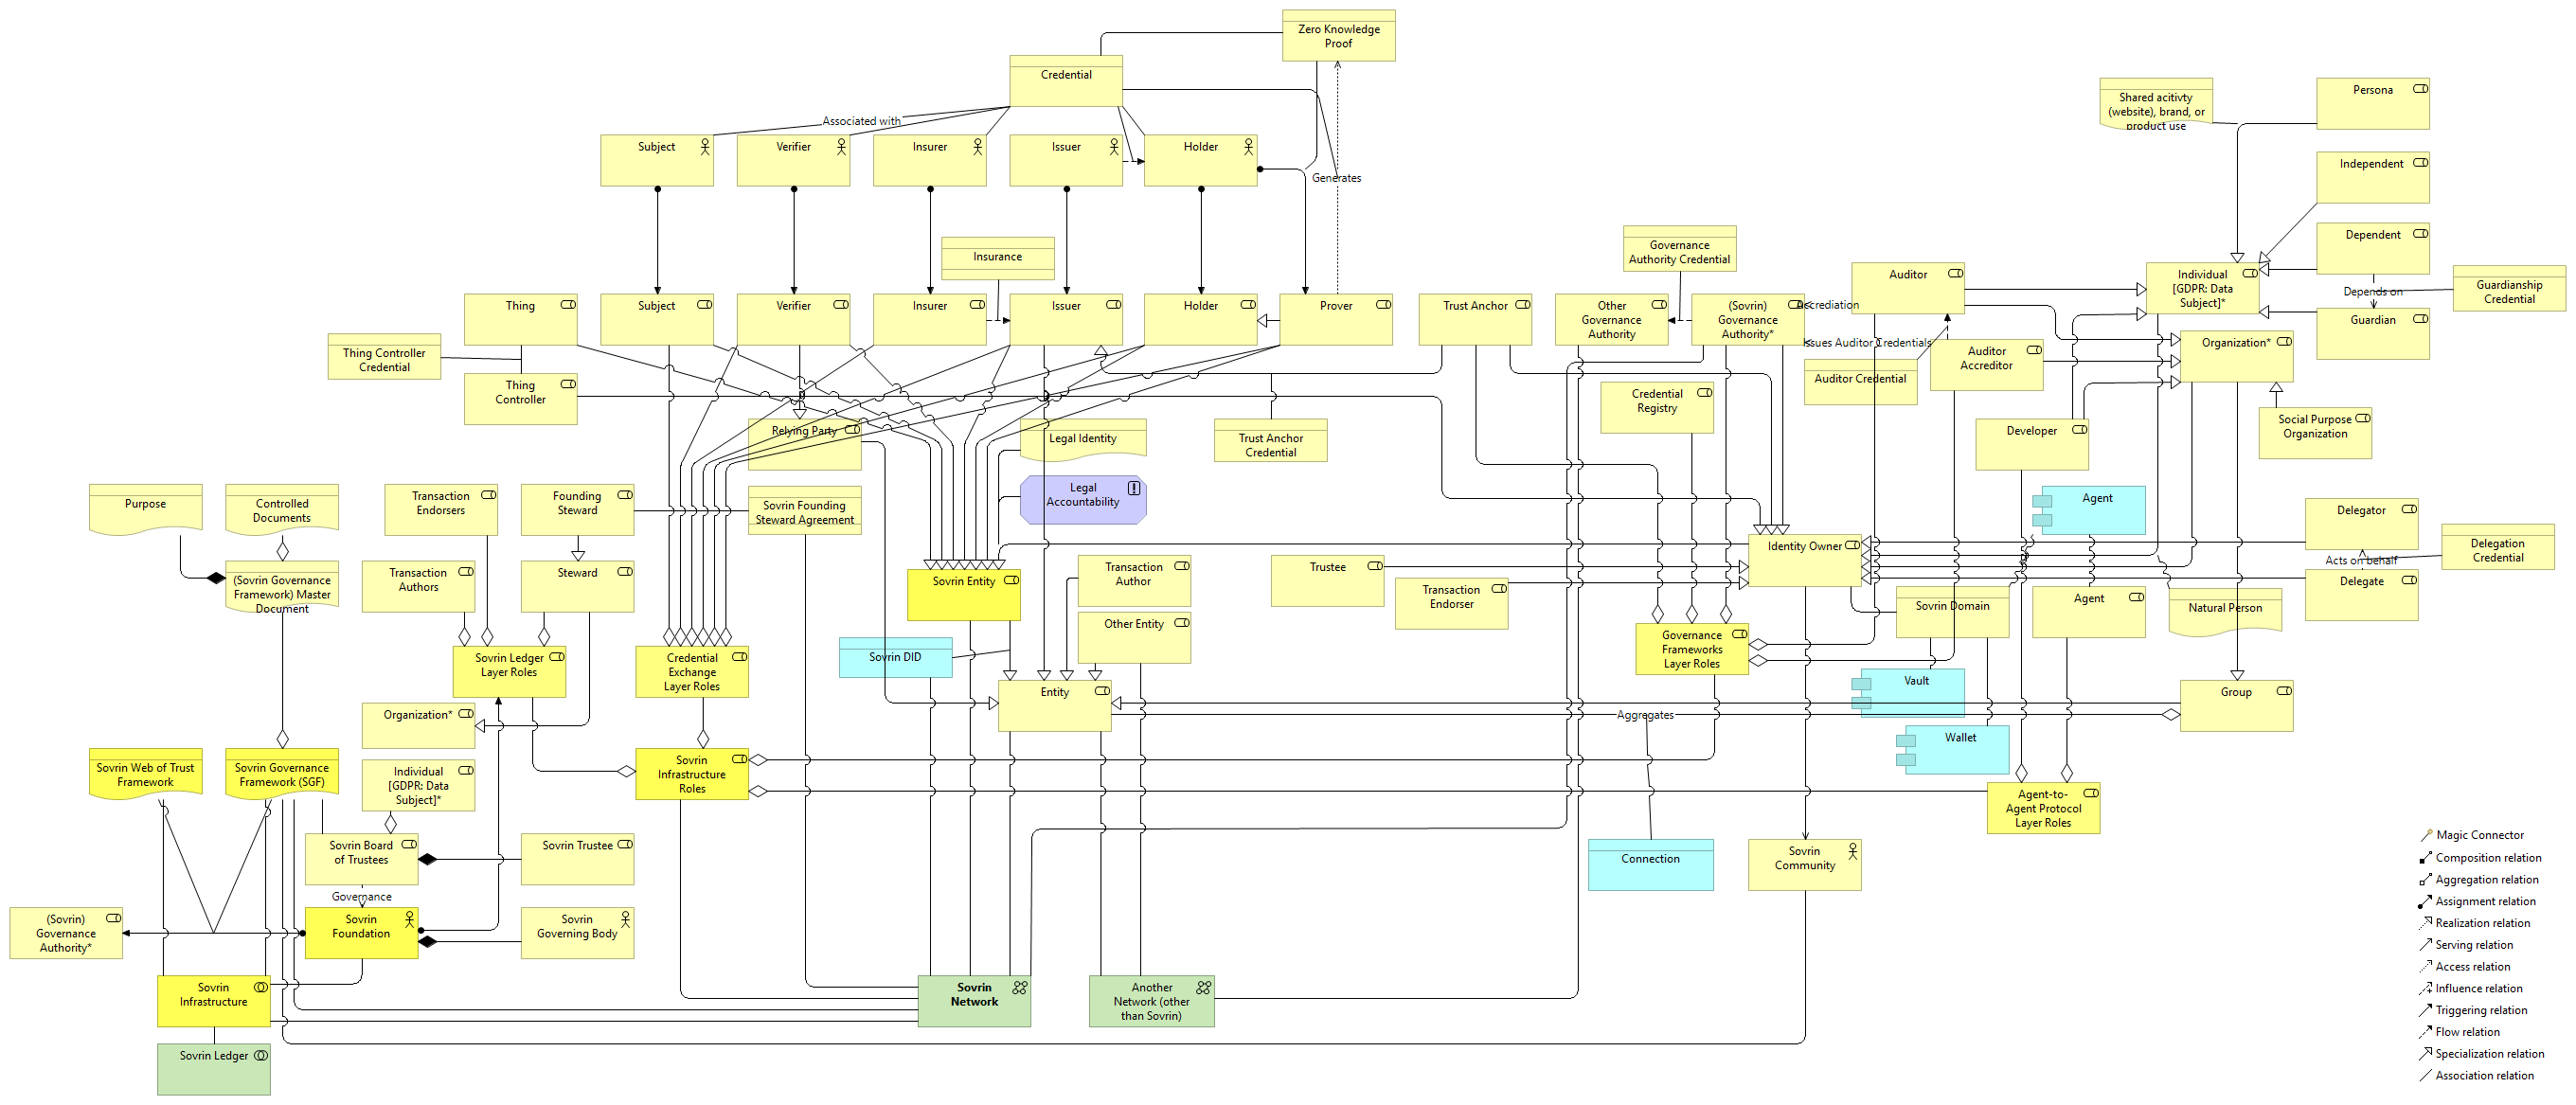 Zero Knowledge
Proof
Credential
Associated with
Subject
Verifier
Insurer
Issuer
Holder
Generates
Shared acitivty
(website), brand, or
product use
Persona
Independent
Dependent
Depends on
Guardianship
Credential
Guardian
Individual
[GDPR: Data
Subject]*
Insurance
Governance
Authority Credential
Thing
Subject
Verifier
Insurer
Issuer
Holder
Prover
Trust Anchor
Other
Governance
Authority
(Sovrin)
Governance
Authority*
Accrediation
Auditor
Issues Auditor Credentials
Organization*
Thing Controller
Credential
Thing
Controller
Auditor Credential
Auditor
Accreditor
Credential
Registry
Relying Party
Legal Identity
Trust Anchor
Credential
Developer
Social Purpose
Organization
Purpose
Controlled
Documents
Transaction
Endorsers
Founding
Steward
Sovrin Founding
Steward Agreement
Legal
Accountability
Agent
Delegator
Delegation
Credential
Acts on behalf
Delegate
(Sovrin Governance
Framework) Master
Document
Transaction
Authors
Steward
Sovrin Entity
Transaction
Author
Trustee
Transaction
Endorser
Identity Owner
Sovrin Domain
Agent
Natural Person
Other Entity
Sovrin Ledger
Layer Roles
Credential
Exchange
Layer Roles
Sovrin DID
Governance
Frameworks
Layer Roles
Entity
Vault
Group
Organization*
Aggregates
Wallet
Sovrin Web of Trust
Framework
Sovrin Governance
Framework (SGF)
Individual
[GDPR: Data
Subject]*
Sovrin
Infrastructure
Roles
Agent-to-
Agent Protocol
Layer Roles
Sovrin Board
of Trustees
Sovrin Trustee
Connection
Sovrin
Community
Governance
(Sovrin)
Governance
Authority*
Sovrin
Foundation
Sovrin
Governing Body
Sovrin
Infrastructure
Sovrin
Network
Another
Network (other
than Sovrin)
Sovrin Ledger
Magic Connector
Composition relation
Aggregation relation
Assignment relation
Realization relation
Serving relation
Access relation
Influence relation
Triggering relation
Flow relation
Specialization relation
Association relation